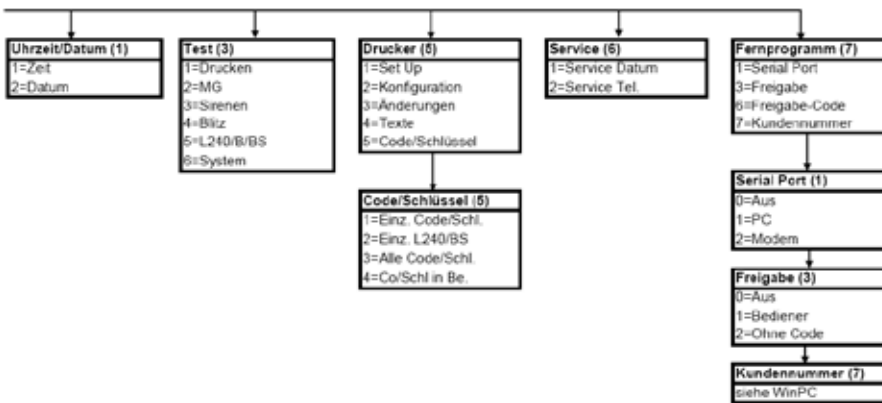 Uhrzeit/Datum (1)
1=Zeit
2=Datum
Test (3)
1=Drucken
2=MG
3=Sirenen
4=Blitz
5=L240/B/BS
6=System
Drucker (5)
1=Set Up
2=Konfiguration
3=Änderungen
4=Texte
5=Code/Schlüssel
Code/Schlüssel (5)
1=Einz. Code/Schl.
2=Einz. L240/BS
3=Alle Code/Schl.
4=Co/Schl in Be.
Service (6)
1=Service Datum
2=Service Tel.
Fernprogramm (7)
1=Serial Port
3=Freigabe
6=Freigabe-Code
7=Kundennummer
Serial Port (1)
0=Aus
1=PC
2=Modem
Freigabe (3)
0=Aus
1=Bediener
2=Ohne Code
Kundennummer (7)
siehe WinPC